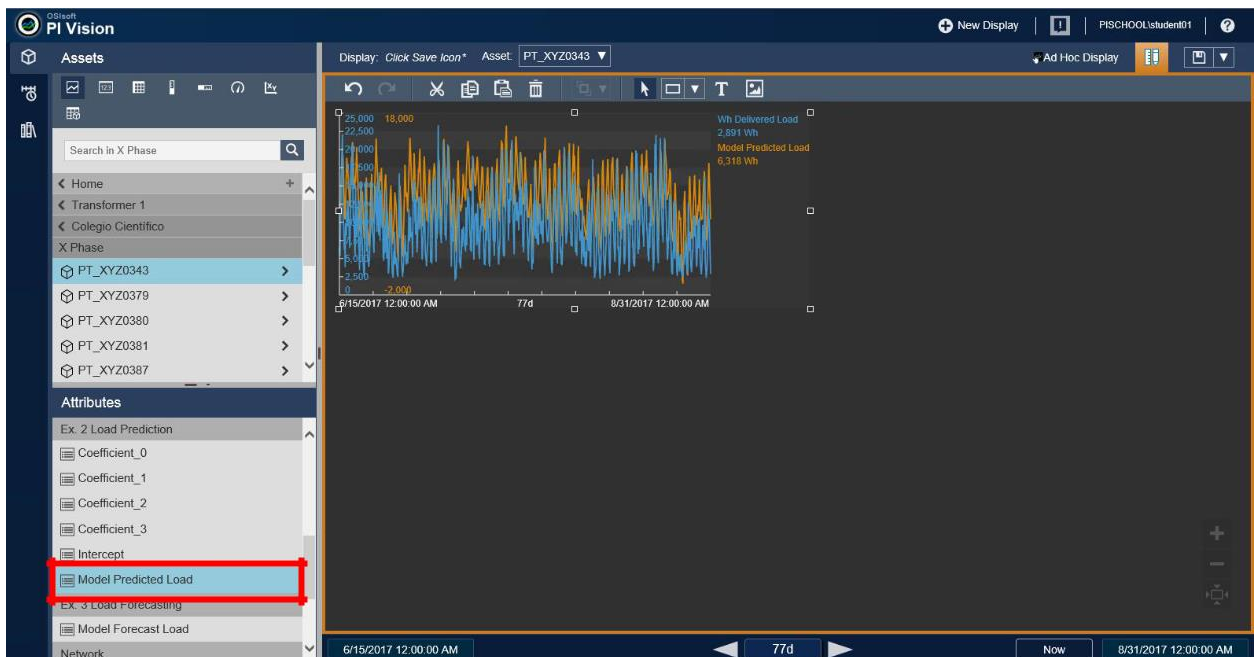 OSIsoft
PI Vision
New Display
PISCHOOL\student01
?
Assets
Display: Click Save Icon* Asset: PT_XYZ0343 ▼
Ad Hoc Display
123
XY
T
Search in X Phase
Home
+
Transformer 1
Colegio Científico
X Phase
PT_XYZ0343
PT_XYZ0379
PT_XYZ0380
PT_XYZ0381
PT_XYZ0387
25,000 18,000
22,500
5,000
2,500
0 -2,000
6/15/2017 12:00:00 AM 77d 8/31/2017 12:00:00 AM
Wh Delivered Load
2,891 Wh
Model Predicted Load
6,318 Wh
Attributes
Ex. 2 Load Prediction
Coefficient_0
Coefficient_1
Coefficient_2
Coefficient_3
Intercept
Model Predicted Load
Ex. 3 Load Forecasting
Model Forecast Load
Network
6/15/2017 12:00:00 AM
77d
Now
8/31/2017 12:00:00 AM